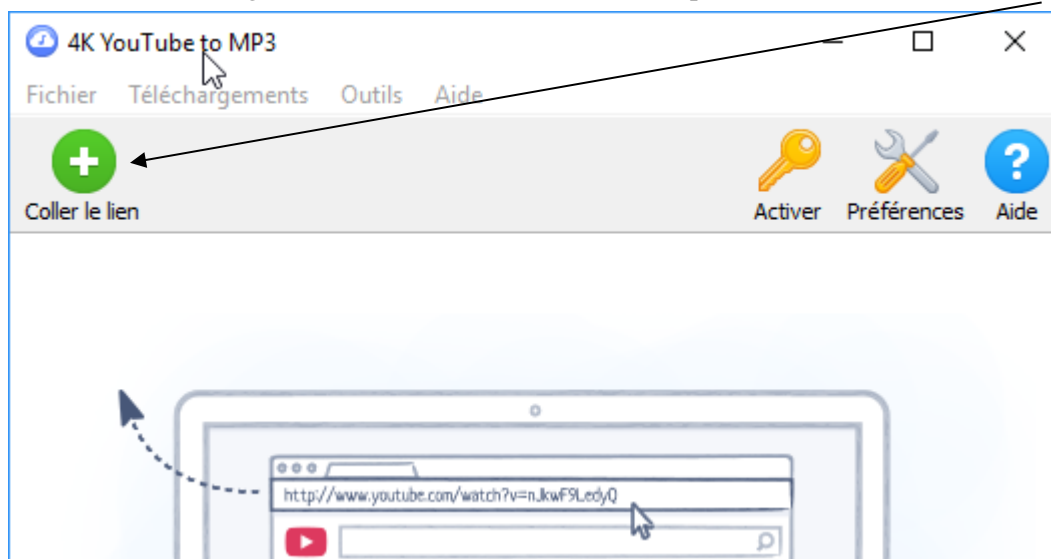 4K YouTube to MP3
Fichier Téléchargements Outils Aide
Coller le lien
Activer Préférences Aide
http://www.youtube.com/watch?v=nJkwF9LedyQ